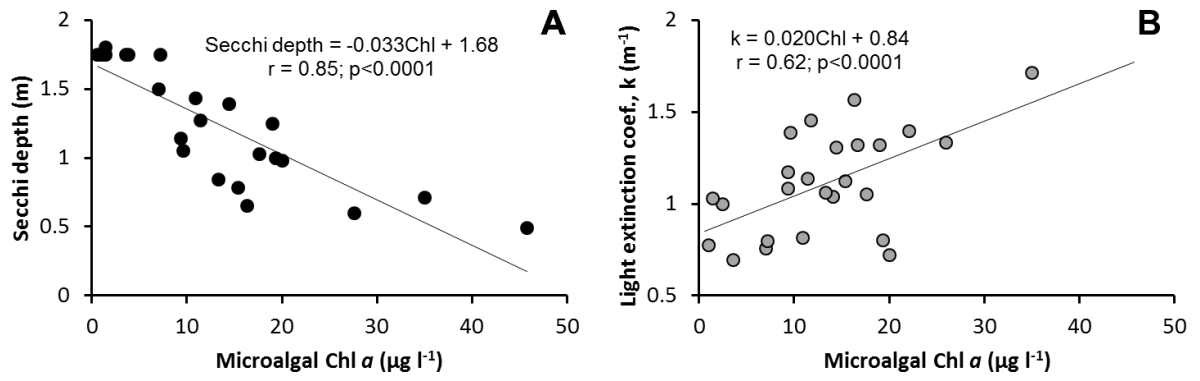 A
Secchi depth = -0.033Chl + 1.68
r = 0.85; p<0.0001
Secchi depth (m)
2
1.5
1
0.5
0
0 10 20 30 40 50
Microalgal Chl a (µg l⁻¹)
B
k = 0.020Chl + 0.84
r = 0.62; p<0.0001
Light extinction coef., k (m⁻¹)
2
1.5
1
0.5
0 10 20 30 40 50
Microalgal Chl a (µg l⁻¹)